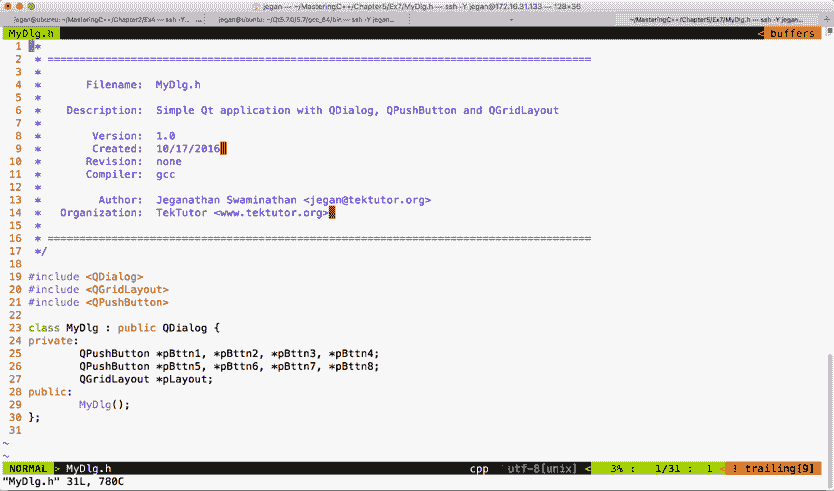 jegan — ~/MasteringC++/Chapter5/Ex7/MyDlg.h — ssh -Y jegan@172.16.31.133 — 128×36
jegan@ubuntu: ~/MasteringC++/Chapter2/Ex4 — ssh -Y... ... jegan@ubuntu: ~/Qt5.7.0/5.7/gcc_64/bin — ssh -Y jegan... ~/MasteringC++/Chapter5/Ex7/MyDlg.h — ssh -Y jegan@...
MyDlg.h < buffers
1 /*
2 * =====================================================================================
3 *
4 * Filename: MyDlg.h
5 *
6 * Description: Simple Qt application with QDialog, QPushButton and QGridLayout
7 *
8 * Version: 1.0
9 * Created: 10/17/2016
10 * Revision: none
11 * Compiler: gcc
12 *
13 * Author: Jeganathan Swaminathan <jegan@tektutor.org>
14 * Organization: TekTutor <www.tektutor.org>
15 *
16 * =====================================================================================
17 */
18
19 #include <QDialog>
20 #include <QGridLayout>
21 #include <QPushButton>
22
23 class MyDlg : public QDialog {
24 private:
25 QPushButton *pBttn1, *pBttn2, *pBttn3, *pBttn4;
26 QPushButton *pBttn5, *pBttn6, *pBttn7, *pBttn8;
27 QGridLayout *pLayout;
28 public:
29 MyDlg();
30 };
31
~
~
NORMAL > MyDlg.h cpp utf-8[unix] < 3% : 1/31 : 1 < ! trailing[9]
"MyDlg.h" 31L, 780C